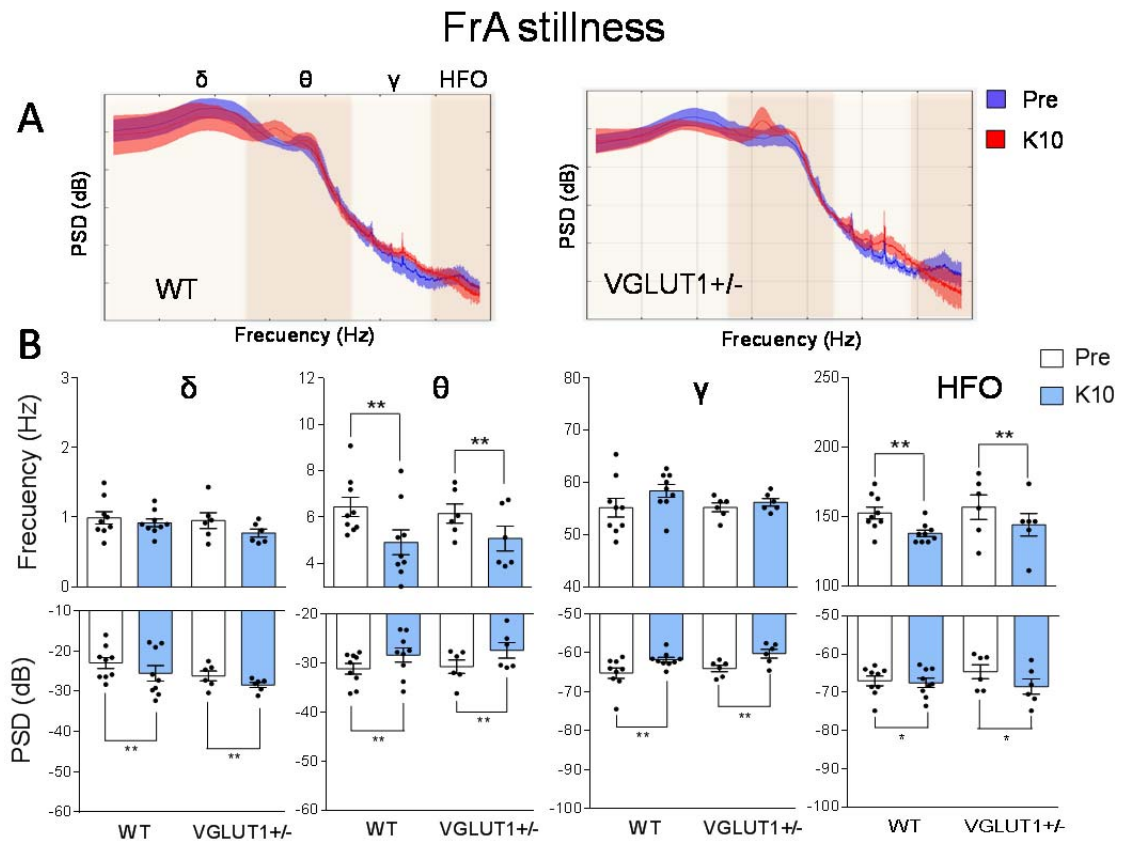 FrA stillness
δ θ γ HFO
A
PSD (dB)
WT
Frecuency (Hz)
PSD (dB)
VGLUT1+/-
Frecuency (Hz)
Pre
K10
B
Pre
K10
δ
Frecuency (Hz)
3
2
1
0
θ
12
10
8
6
4
**
**
γ
80
70
60
50
40
HFO
250
200
150
100
**
**
PSD (dB)
-10
-20
-30
-40
-50
-60
**
**
WT VGLUT1+/-
-20
-30
-40
-50
-60
**
**
WT VGLUT1+/-
-50
-60
-70
-80
-90
-100
**
**
WT VGLUT1+/-
-50
-60
-70
-80
-90
-100
*
*
WT VGLUT1+/-